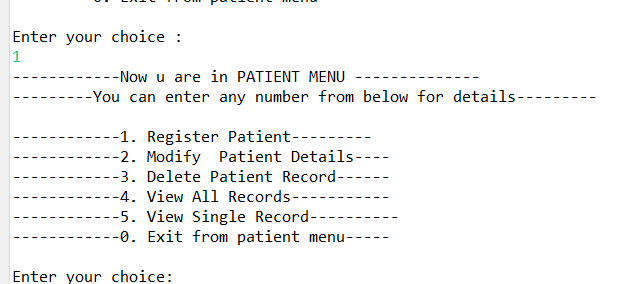 0. Exit from patient menu
Enter your choice :
1
------------Now u are in PATIENT MENU --------------
---------You can enter any number from below for details---------
------------1. Register Patient---------
------------2. Modify  Patient Details----
------------3. Delete Patient Record------
------------4. View All Records-----------
------------5. View Single Record----------
------------0. Exit from patient menu-----
Enter your choice: